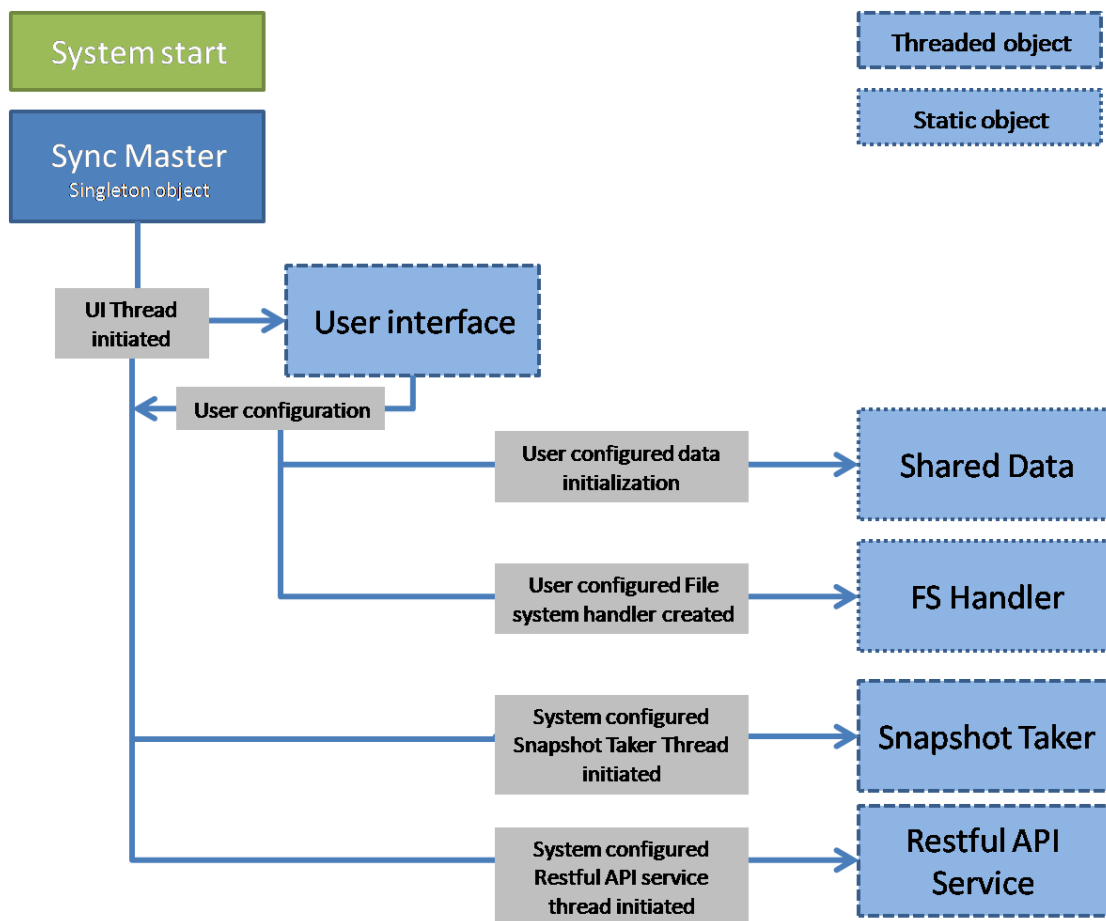 System start
Threaded object
Static object
Sync Master
Singleton object
UI Thread
initiated
User interface
User configuration
User configured data
initialization
Shared Data
User configured File
system handler created
FS Handler
System configured
Snapshot Taker Thread
initiated
Snapshot Taker
System configured
Restful API service
thread initiated
Restful API
Service